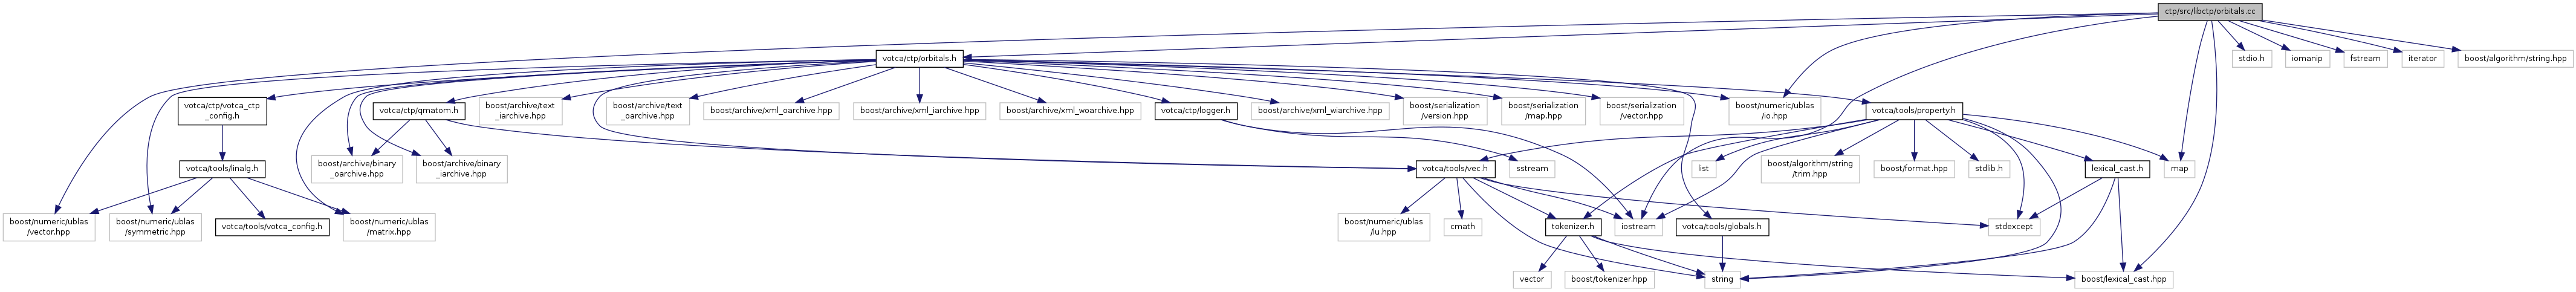 ctp/src/libctp/orbitals.cc
votca/ctp/orbitals.h
stdio.h
iomanip
fstream
iterator
boost/algorithm/string.hpp
votca/ctp/votca_ctp
_config.h
votca/ctp/qmatom.h
boost/archive/text
_iarchive.hpp
boost/archive/text
_oarchive.hpp
boost/archive/xml_oarchive.hpp
boost/archive/xml_iarchive.hpp
boost/archive/xml_woarchive.hpp
votca/ctp/logger.h
boost/archive/xml_wiarchive.hpp
boost/serialization
/version.hpp
boost/serialization
/map.hpp
boost/serialization
/vector.hpp
boost/numeric/ublas
/io.hpp
votca/tools/property.h
votca/tools/linalg.h
boost/archive/binary
_oarchive.hpp
boost/archive/binary
_iarchive.hpp
votca/tools/vec.h
sstream
list
boost/algorithm/string
/trim.hpp
boost/format.hpp
stdlib.h
lexical_cast.h
map
boost/numeric/ublas
/vector.hpp
boost/numeric/ublas
/symmetric.hpp
votca/tools/votca_config.h
boost/numeric/ublas
/matrix.hpp
boost/numeric/ublas
/lu.hpp
cmath
tokenizer.h
iostream
votca/tools/globals.h
stdexcept
vector
boost/tokenizer.hpp
string
boost/lexical_cast.hpp